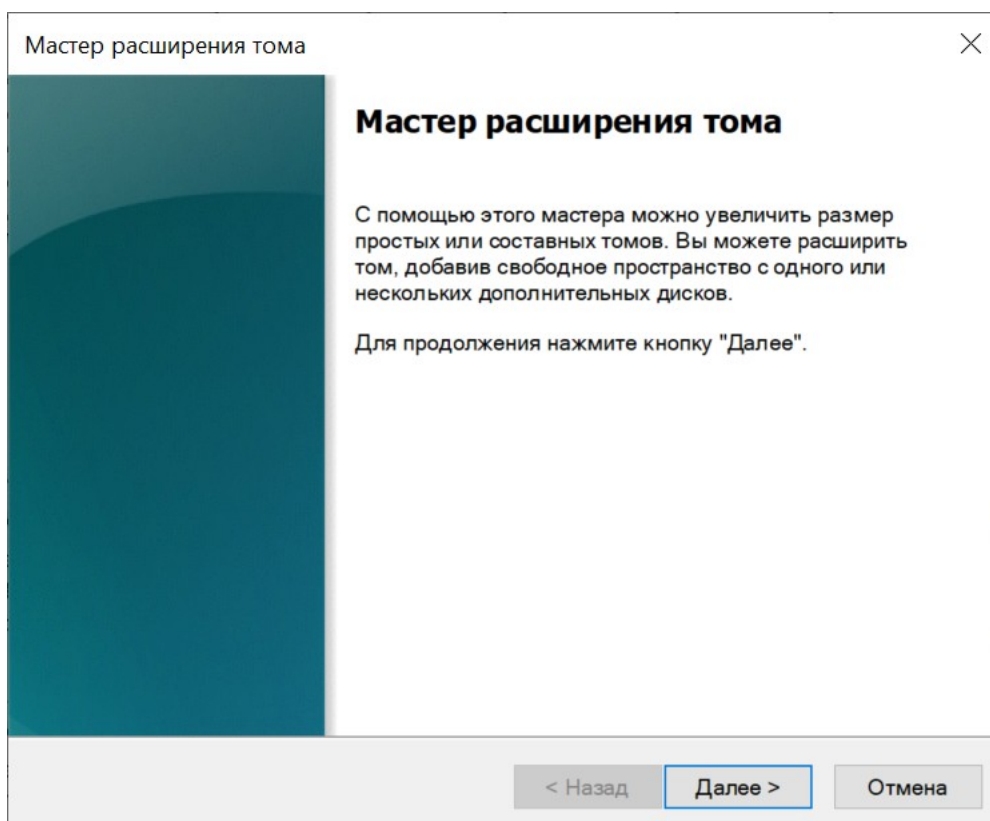 Мастер расширения тома
Мастер расширения тома
С помощью этого мастера можно увеличить размер
простых или составных томов. Вы можете расширить
том, добавив свободное пространство с одного или
нескольких дополнительных дисков.
Для продолжения нажмите кнопку "Далее".
< Назад
Далее >
Отмена